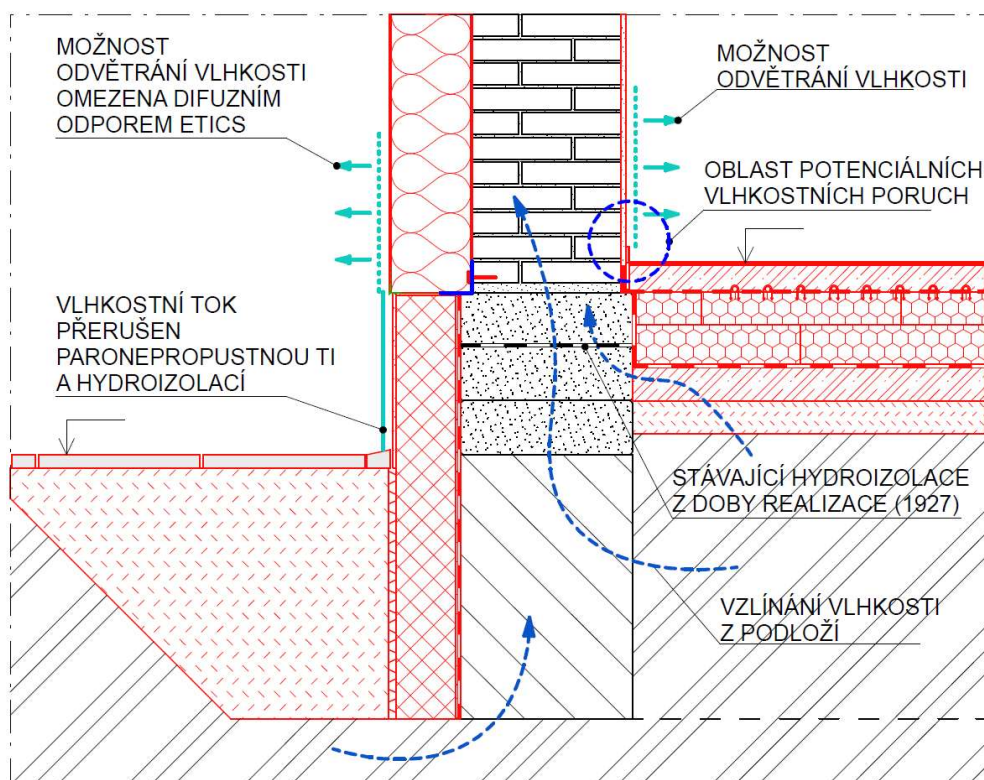 MOŽNOST
ODVĚTRÁNÍ VLHKOSTI
OMEZENA DIFUZNÍM
ODPOREM ETICS
MOŽNOST
ODVĚTRÁNÍ VLHKOSTI
OBLAST POTENCIÁLNÍCH
VLHKOSTNÍCH PORUCH
VLHKOSTNÍ TOK
PŘERUŠEN
PARONEPROPUSTNOU TI
A HYDROIZOLACÍ
STÁVAJÍCÍ HYDROIZOLACE
Z DOBY REALIZACE (1927)
VZLÍNÁNÍ VLHKOSTI
Z PODLOŽÍ